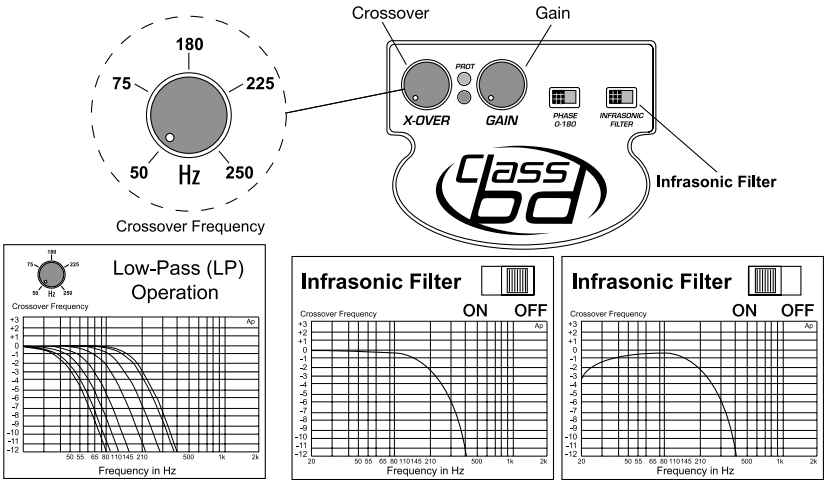 Crossover
Gain
180
75
225
50
Hz
250
Crossover Frequency
PROT
X-OVER
GAIN
PHASE
0-180
INFRASONIC
FILTER
class
bd
Infrasonic Filter
180
75
225
50
Hz
250
Low-Pass (LP)
Operation
Crossover Frequency
Ap
+3
+2
+1
0
-1
-2
-3
-4
-5
-6
-7
-8
-9
-10
-11
-12
50 55 65 80 110 145 210 500 1k 2k
Frequency in Hz
Infrasonic Filter
ON OFF
Crossover Frequency
Ap
+3
+2
+1
0
-1
-2
-3
-4
-5
-6
-7
-8
-9
-10
-11
-12
20 50 55 65 80 110 145 210 500 1k 2k
Frequency in Hz
Infrasonic Filter
ON OFF
Crossover Frequency
Ap
+3
+2
+1
0
-1
-2
-3
-4
-5
-6
-7
-8
-9
-10
-11
-12
20 50 55 65 80 110 145 210 500 1k 2k
Frequency in Hz